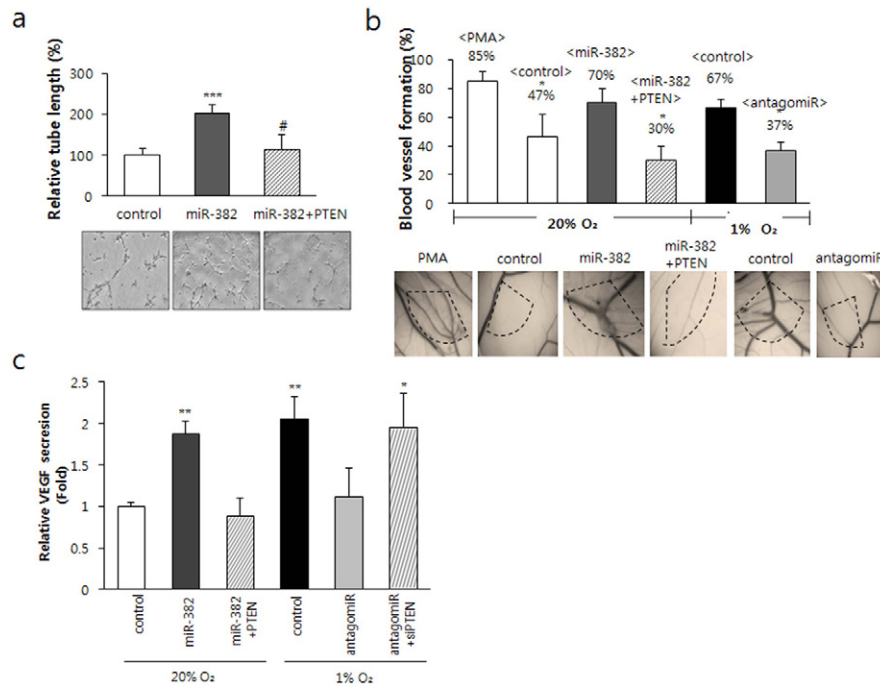 a
Relative tube length (%)
300
200
100
0
***
#
control miR-382 miR-382+PTEN
b
Blood vessel formation (%)
100
80
60
40
20
0
<PMA>
85%
<control>
*
47%
<miR-382>
70%
<miR-382
+PTEN>
*
30%
<control>
67%
<antagomiR>
*
37%
20% O₂
1% O₂
PMA control miR-382 miR-382
+PTEN control antagomiR
c
Relative VEGF secresion
(Fold)
2.5
2
1.5
1
0.5
0
**
**
*
control
miR-382
miR-382
+PTEN
control
antagomiR
antagomiR
+siPTEN
20% O₂
1% O₂